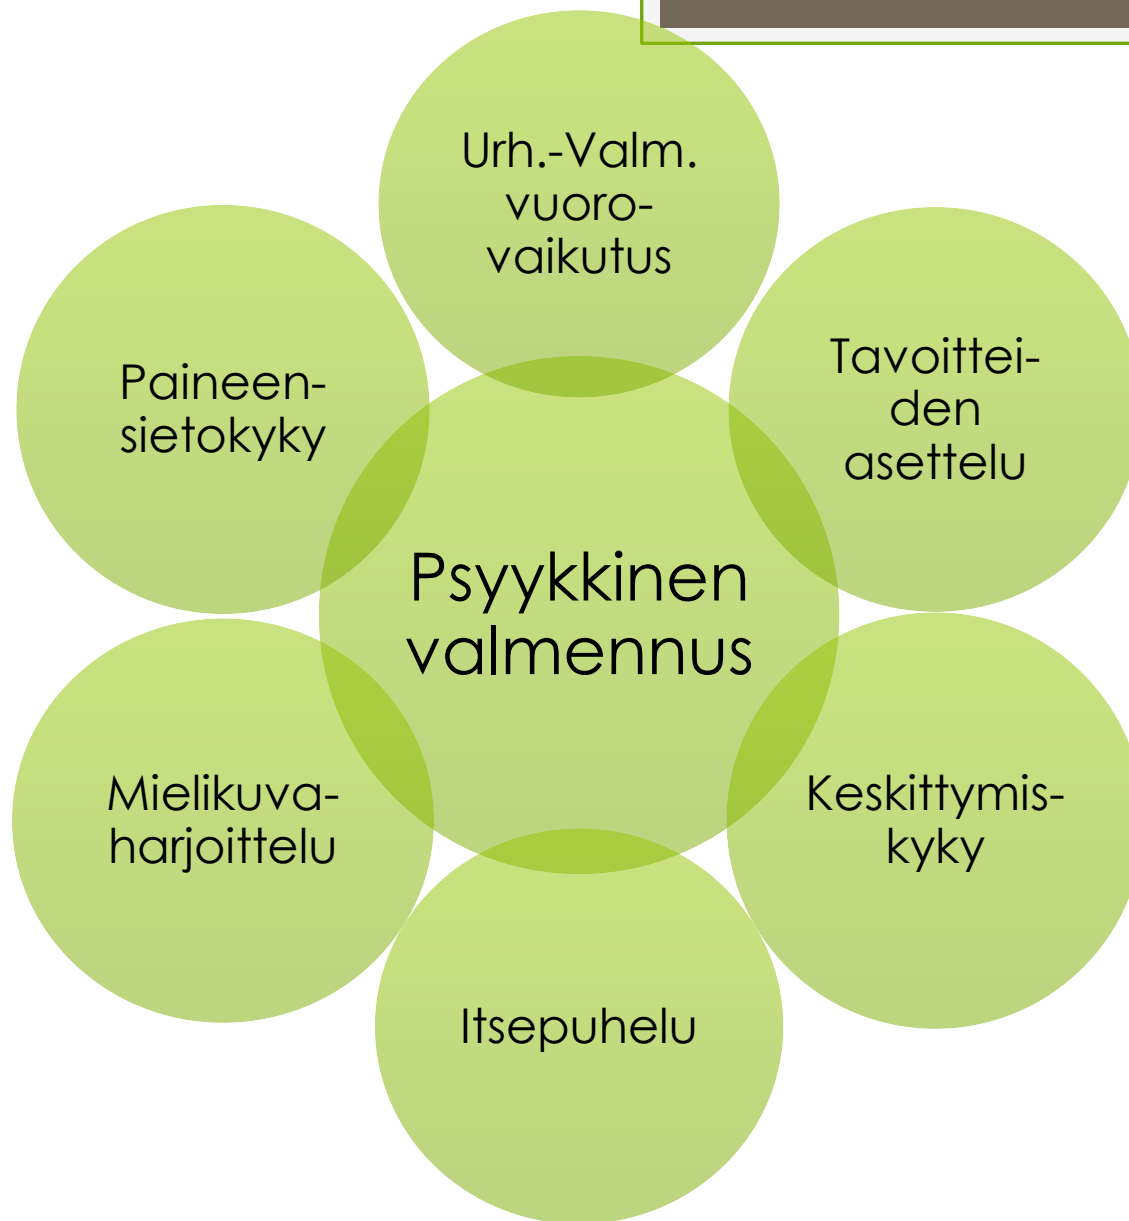 Urh.-Valm.
vuoro-
vaikutus
Tavoittei-
den
asettelu
Keskittymis-
kyky
Itsepuhelu
Mielikuva-
harjoittelu
Paineen-
sietokyky
Psyykkinen
valmennus